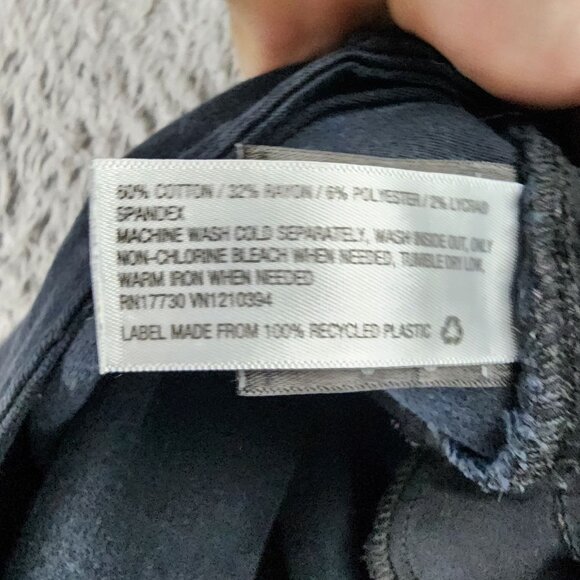 60% COTTON / 32% RAYON / 6% POLYESTER / 2% LYCRA®
SPANDEX
MACHINE WASH COLD SEPARATELY, WASH INSIDE OUT, ONLY
NON-CHLORINE BLEACH WHEN NEEDED, TUMBLE DRY LOW,
WARM IRON WHEN NEEDED
RN17730 VN1210394
LABEL MADE FROM 100% RECYCLED PLASTIC